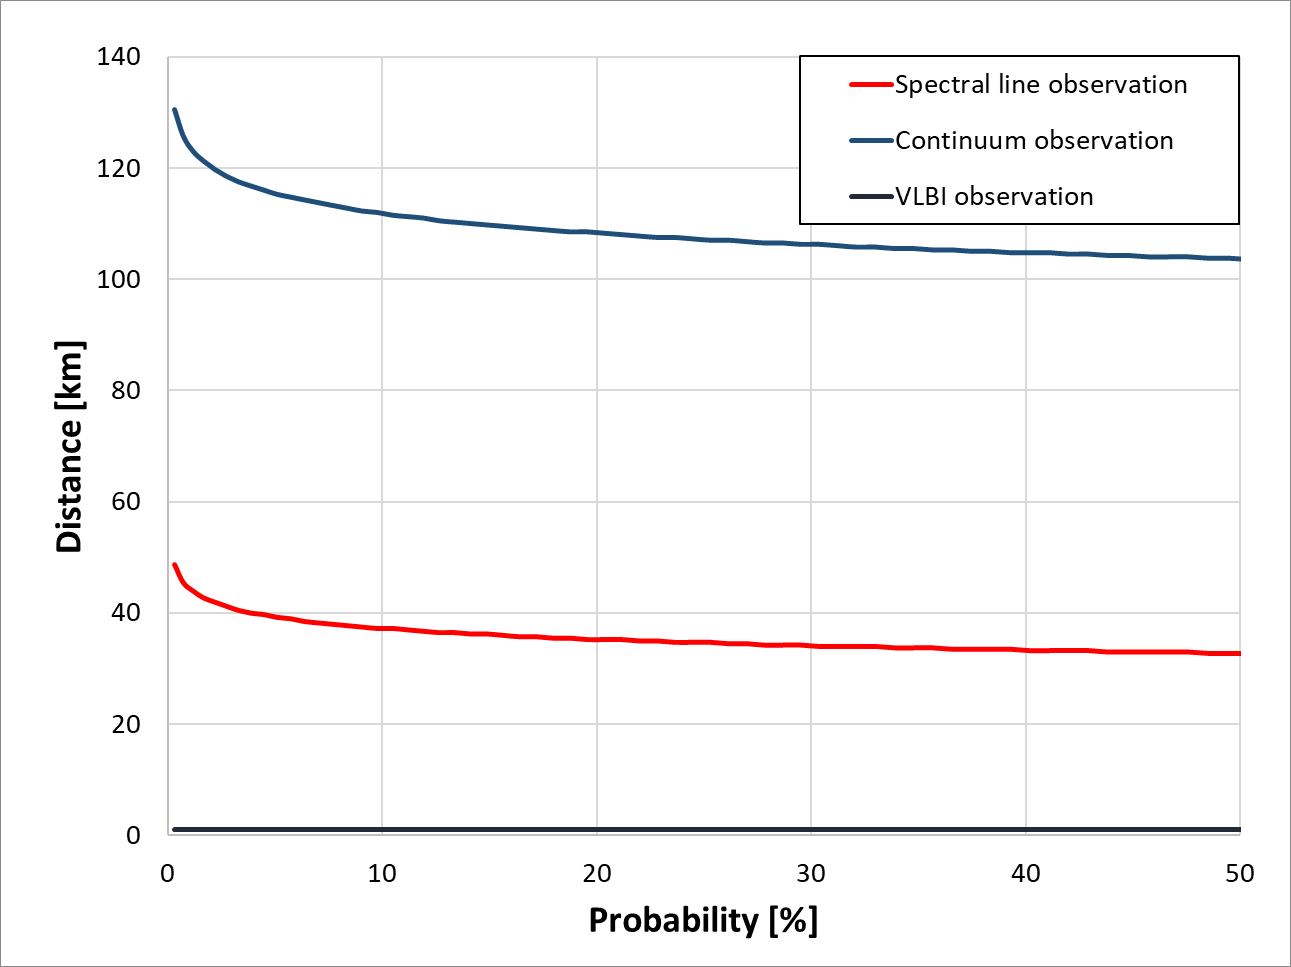 140
120
100
80
60
40
20
0
0 10 20 30 40 50
Distance [km]
Probability [%]
Spectral line observation
Continuum observation
VLBI observation